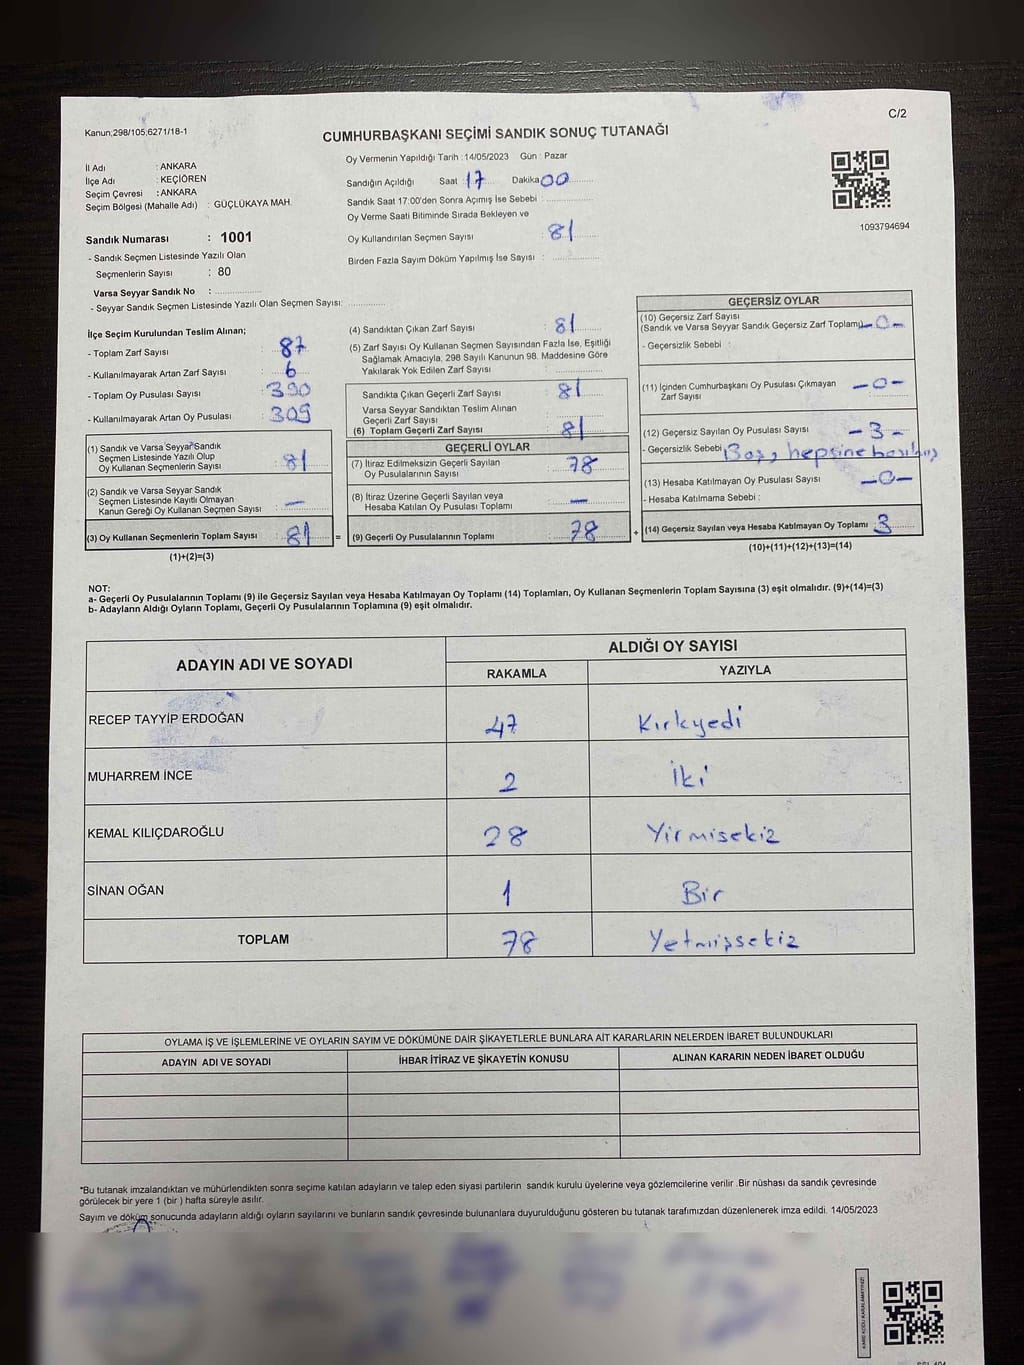 C/2
Kanun;298/105;6271/18-1
CUMHURBAŞKANI SEÇİMİ SANDIK SONUÇ TUTANAĞI
İl Adı : ANKARA
İlçe Adı : KEÇİÖREN
Seçim Çevresi : ANKARA
Seçim Bölgesi (Mahalle Adı) : GÜÇLÜKAYA MAH.
Sandık Numarası : 1001
- Sandık Seçmen Listesinde Yazılı Olan
Seçmenlerin Sayısı : 80
Varsa Seyyar Sandık No :
- Seyyar Sandık Seçmen Listesinde Yazılı Olan Seçmen Sayısı:
Oy Vermenin Yapıldığı Tarih :14/05/2023 Gün : Pazar
Sandığın Açıldığı Saat 17 Dakika 00
Sandık Saat 17:00'den Sonra Açımış İse Sebebi :
Oy Verme Saati Bitiminde Sırada Bekleyen ve
Oy Kullandırılan Seçmen Sayısı : 81
Birden Fazla Sayım Döküm Yapılmış İse Sayısı :
1093794694
İlçe Seçim Kurulundan Teslim Alınan;
- Toplam Zarf Sayısı : 87
- Kullanılmayarak Artan Zarf Sayısı : 6
- Toplam Oy Pusulası Sayısı : 390
- Kullanılmayarak Artan Oy Pusulası : 309
(1) Sandık ve Varsa Seyyar Sandık
Seçmen Listesinde Yazılı Olup
Oy Kullanan Seçmenlerin Sayısı : 81
(2) Sandık ve Varsa Seyyar Sandık
Seçmen Listesinde Kayıtlı Olmayan
Kanun Gereği Oy Kullanan Seçmen Sayısı : —
(3) Oy Kullanan Seçmenlerin Toplam Sayısı : 81
(1)+(2)=(3)
=
(4) Sandıktan Çıkan Zarf Sayısı : 81
(5) Zarf Sayısı Oy Kullanan Seçmen Sayısından Fazla İse, Eşitliği
Sağlamak Amacıyla, 298 Sayılı Kanunun 98. Maddesine Göre
Yakılarak Yok Edilen Zarf Sayısı :
Sandıkta Çıkan Geçerli Zarf Sayısı : 81
Varsa Seyyar Sandıktan Teslim Alınan
Geçerli Zarf Sayısı :
(6) Toplam Geçerli Zarf Sayısı : 81
GEÇERLİ OYLAR
(7) İtiraz Edilmeksizin Geçerli Sayılan
Oy Pusulalarının Sayısı : 78
(8) İtiraz Üzerine Geçerli Sayılan veya
Hesaba Katılan Oy Pusulası Toplamı : —
(9) Geçerli Oy Pusulalarının Toplamı : 78
+
GEÇERSİZ OYLAR
(10) Geçersiz Zarf Sayısı
(Sandık ve Varsa Seyyar Sandık Geçersiz Zarf Toplamı) -0-
- Geçersizlik Sebebi :
(11) İçinden Cumhurbaşkanı Oy Pusulası Çıkmayan
Zarf Sayısı -0-
(12) Geçersiz Sayılan Oy Pusulası Sayısı -3-
- Geçersizlik Sebebi Boş, hepsine basılmış
(13) Hesaba Katılmayan Oy Pusulası Sayısı -0-
- Hesaba Katılmama Sebebi :
(14) Geçersiz Sayılan veya Hesaba Katılmayan Oy Toplamı 3
(10)+(11)+(12)+(13)=(14)
NOT:
a- Geçerli Oy Pusulalarının Toplamı (9) ile Geçersiz Sayılan veya Hesaba Katılmayan Oy Toplamı (14) Toplamları, Oy Kullanan Seçmenlerin Toplam Sayısına (3) eşit olmalıdır. (9)+(14)=(3)
b- Adayların Aldığı Oyların Toplamı, Geçerli Oy Pusulalarının Toplamına (9) eşit olmalıdır.
ADAYIN ADI VE SOYADI
ALDIĞI OY SAYISI
RAKAMLA YAZIYLA
RECEP TAYYİP ERDOĞAN 47 Kırkyedi
MUHARREM İNCE 2 İki
KEMAL KILIÇDAROĞLU 28 Yirmisekiz
SİNAN OĞAN 1 Bir
TOPLAM 78 Yetmişsekiz
OYLAMA İŞ VE İŞLEMLERİNE VE OYLARIN SAYIM VE DÖKÜMÜNE DAİR ŞİKAYETLERLE BUNLARA AİT KARARLARIN NELERDEN İBARET BULUNDUKLARI
ADAYIN ADI VE SOYADI İHBAR İTİRAZ VE ŞİKAYETİN KONUSU ALINAN KARARIN NEDEN İBARET OLDUĞU
*Bu tutanak imzalandıktan ve mühürlendikten sonra seçime katılan adayların ve talep eden siyasi partilerin sandık kurulu üyelerine veya gözlemcilerine verilir .Bir nüshası da sandık çevresinde
görülecek bir yere 1 (bir ) hafta süreyle asılır.
Sayım ve döküm sonucunda adayların aldığı oyların sayılarını ve bunların sandık çevresinde bulunanlara duyurulduğunu gösteren bu tutanak tarafımızdan düzenlenerek imza edildi. 14/05/2023
KARE KODU KARALAMAYINIZ!